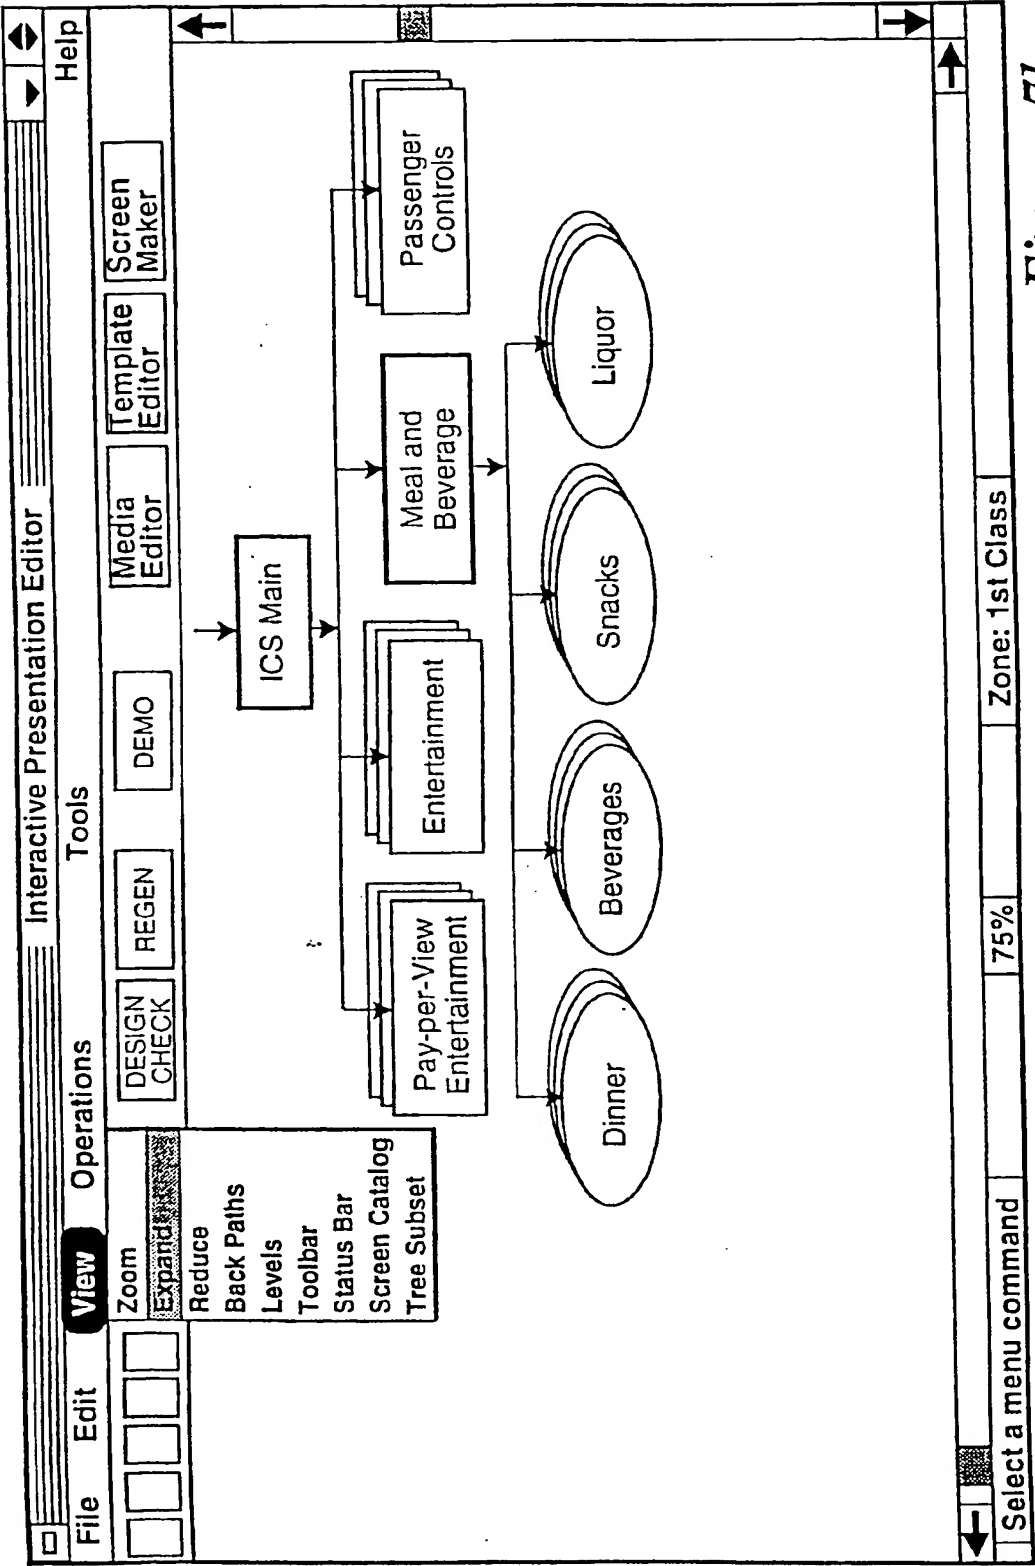 Interactive Presentation Editor
File Edit View Operations Tools Help
DESIGN
CHECK
REGEN
DEMO
Media
Editor
Template
Editor
Screen
Maker
Zoom
Expand
Reduce
Back Paths
Levels
Toolbar
Status Bar
Screen Catalog
Tree Subset
ICS Main
Pay-per-View
Entertainment
Entertainment
Meal and
Beverage
Passenger
Controls
Dinner
Beverages
Snacks
Liquor
Select a menu command
75%
Zone: 1st Class